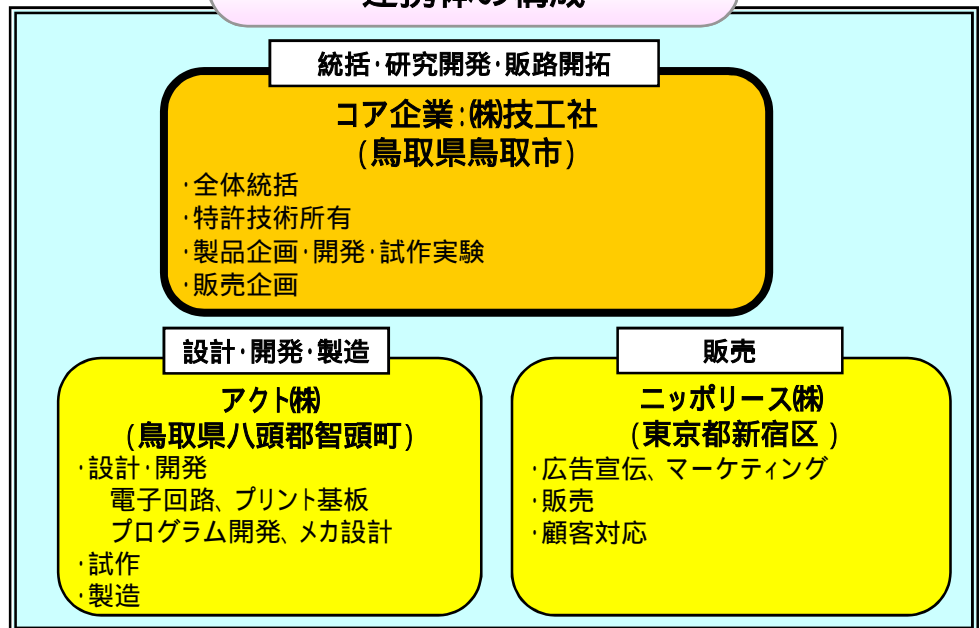 連携体の構成
統括・研究開発・販路開拓
コア企業:㈱技工社
(鳥取県鳥取市)
・全体統括
・特許技術所有
・製品企画・開発・試作実験
・販売企画
設計・開発・製造
アクト㈱
(鳥取県八頭郡智頭町)
・設計・開発
電子回路、プリント基板
プログラム開発、メカ設計
・試作
・製造
販売
ニッポリース㈱
(東京都新宿区)
・広告宣伝、マーケティング
・販売
・顧客対応